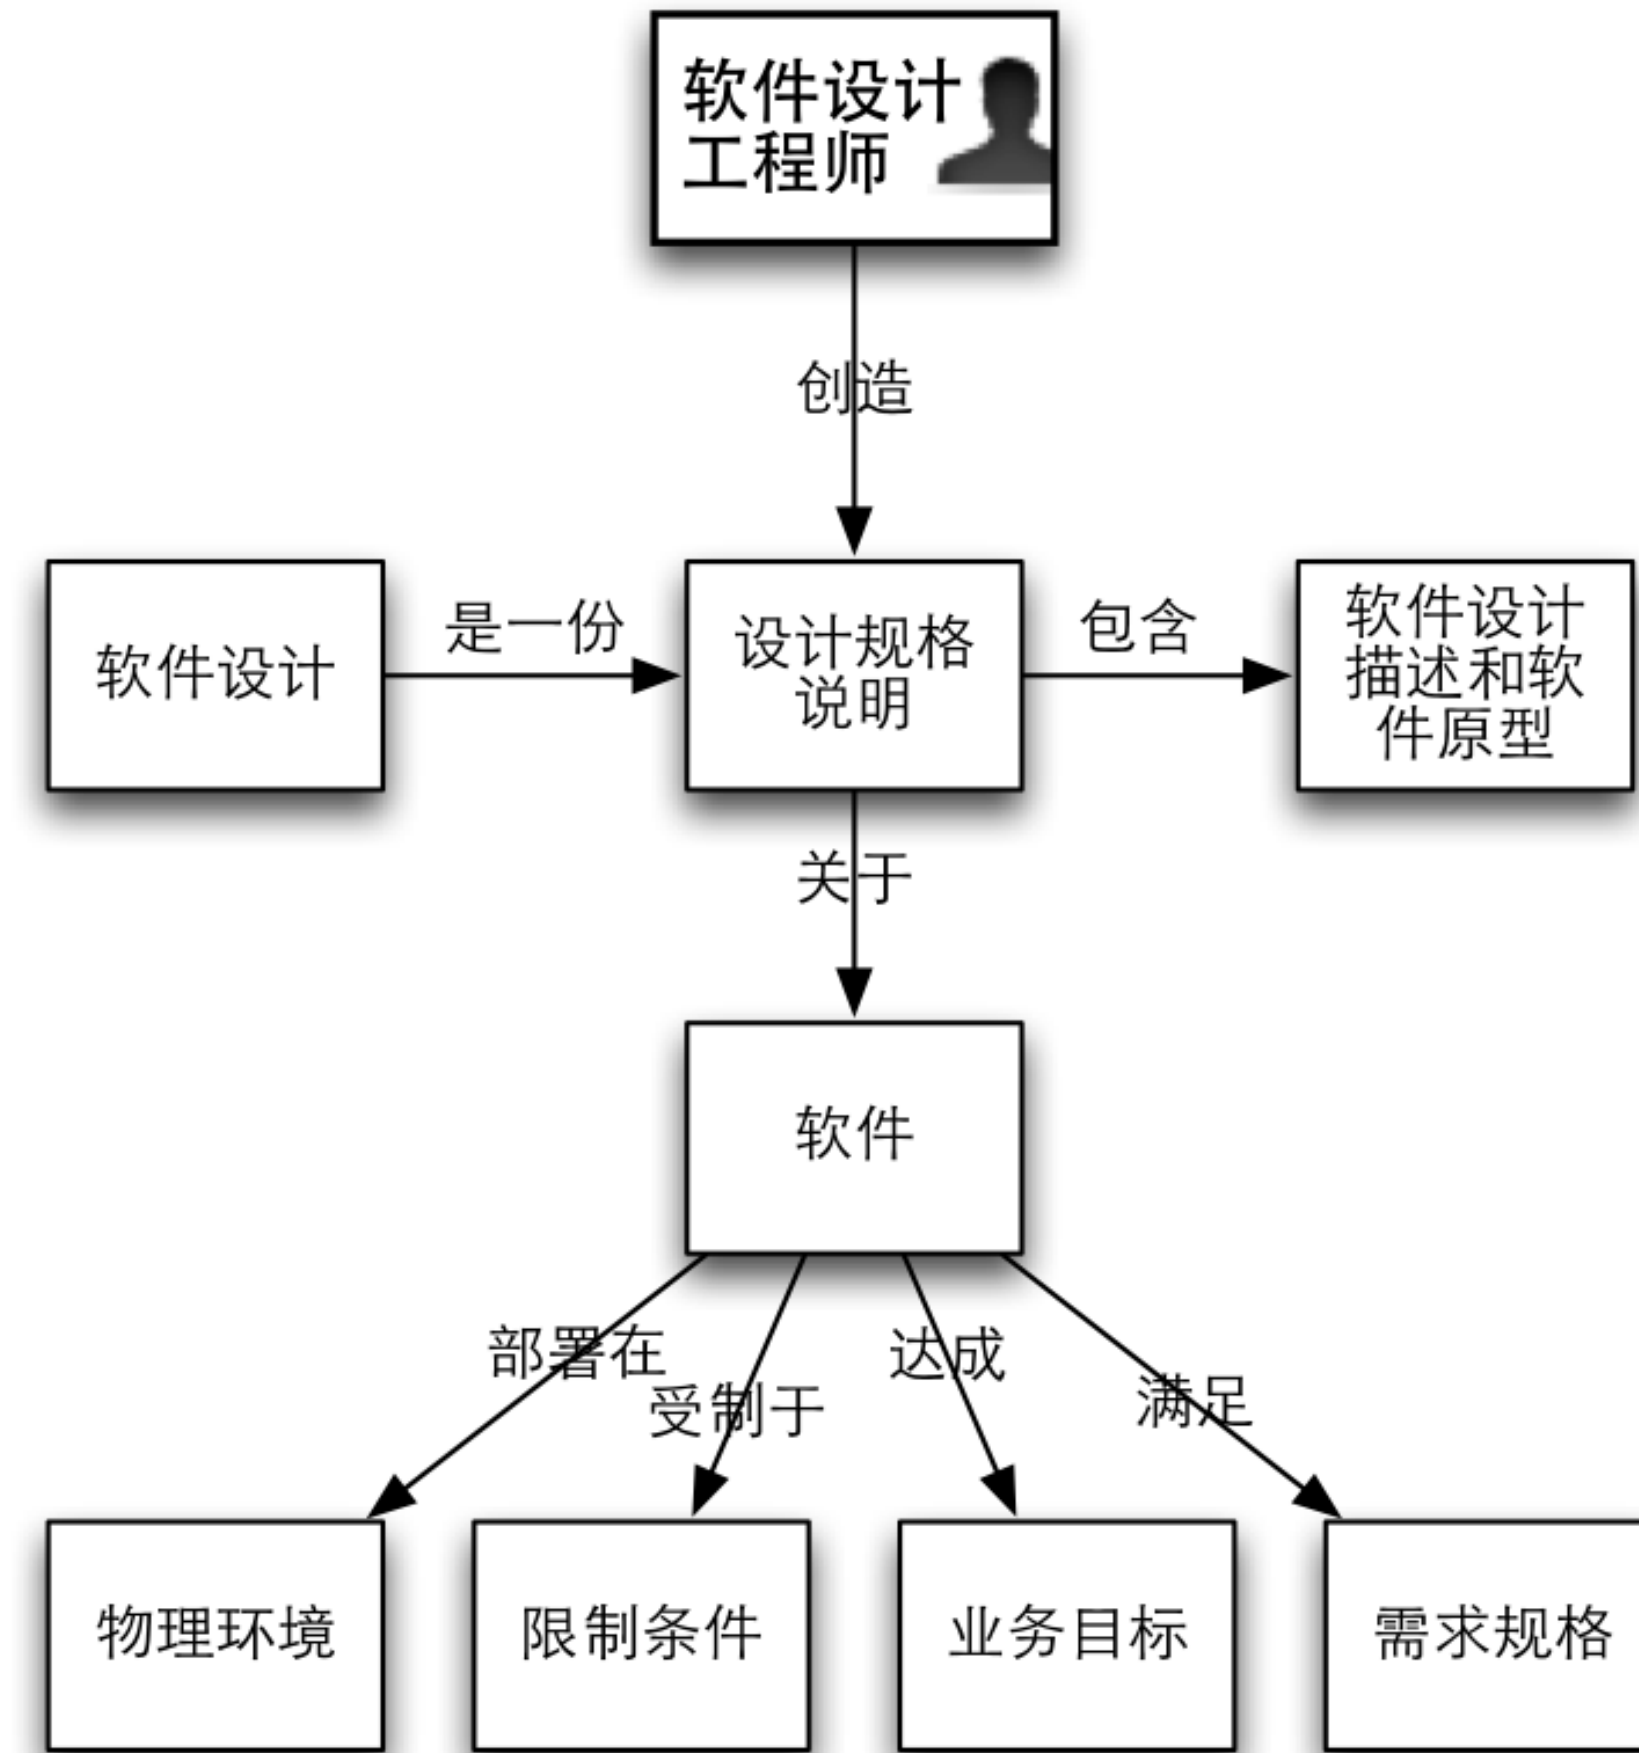 软件设计
工程师
创造
软件设计
是一份
设计规格
说明
包含
软件设计
描述和软
件原型
关于
软件
部署在
受制于
达成
满足
物理环境
限制条件
业务目标
需求规格